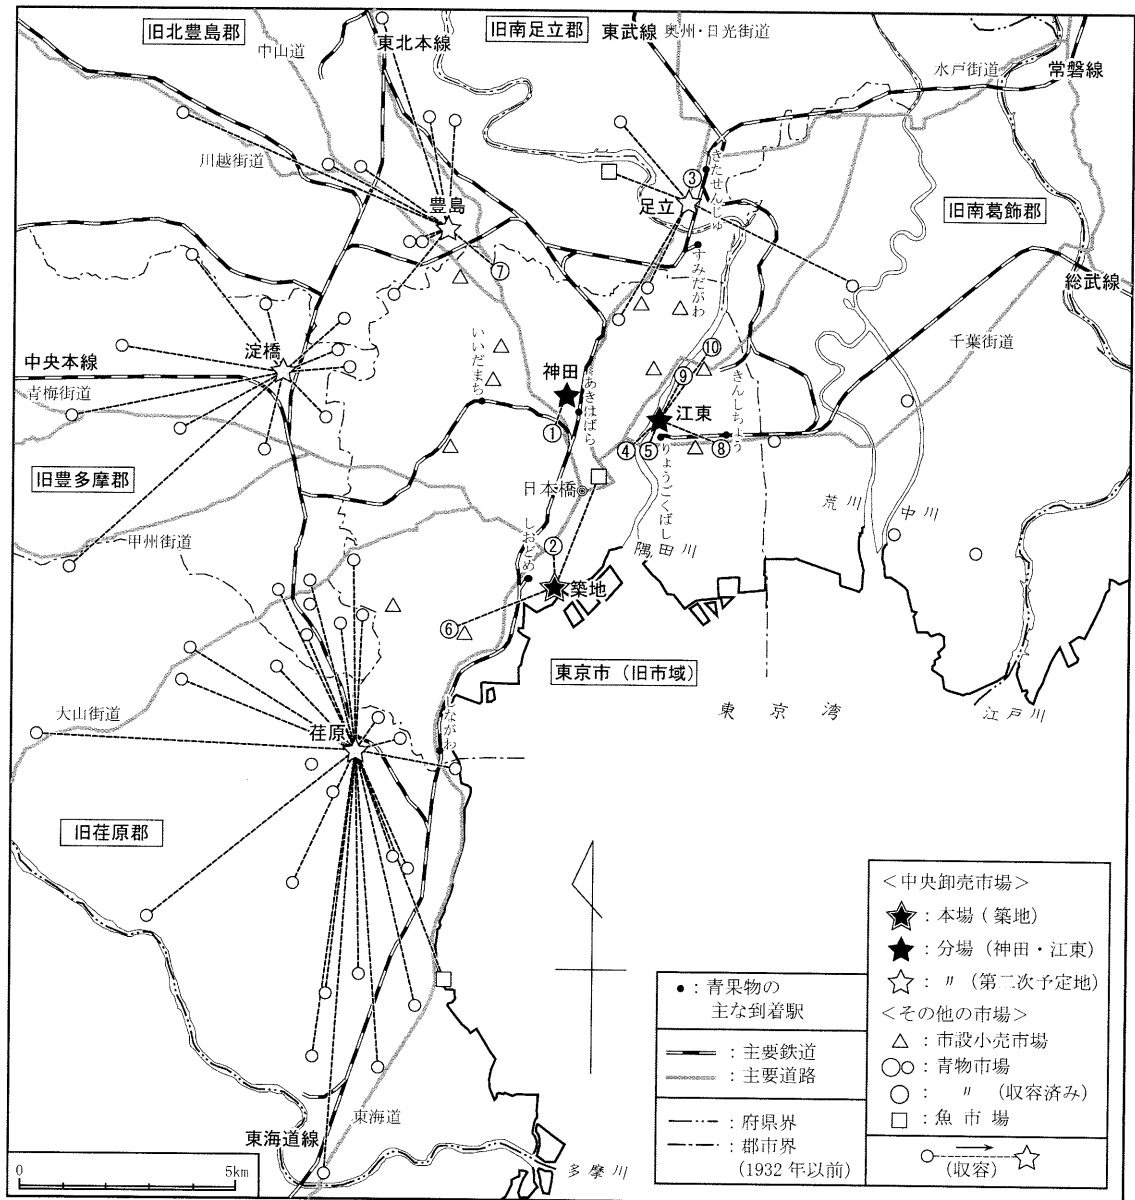 旧北豊島郡
東北本線
旧南足立郡
東武線
奥州・日光街道
中山道
水戸街道
常磐線
川越街道
③
きたせんじゅ
豊島
足立
旧南葛飾郡
すみだがわ
⑦
総武線
いいだまち
千葉街道
淀橋
⑩
中央本線
神田
あきはばら
⑨
きんしちょう
青梅街道
江東
①
④
⑤
⑧
りょうごくばし
旧豊多摩郡
日本橋
荒川
中川
甲州街道
しおどめ
②
隅田川
築地
⑥
東京市（旧市域）
大山街道
しながわ
東京湾
江戸川
荏原
旧荏原郡
＜中央卸売市場＞
：本場（築地）
：分場（神田・江東）
：〃（第二次予定地）
＜その他の市場＞
：市設小売市場
：青物市場
：〃（収容済み）
：魚市場
（収容）
：青果物の
主な到着駅
：主要鉄道
：主要道路
：府県界
：郡市界
（1932年以前）
東海道
東海道線
多摩川
0
5km